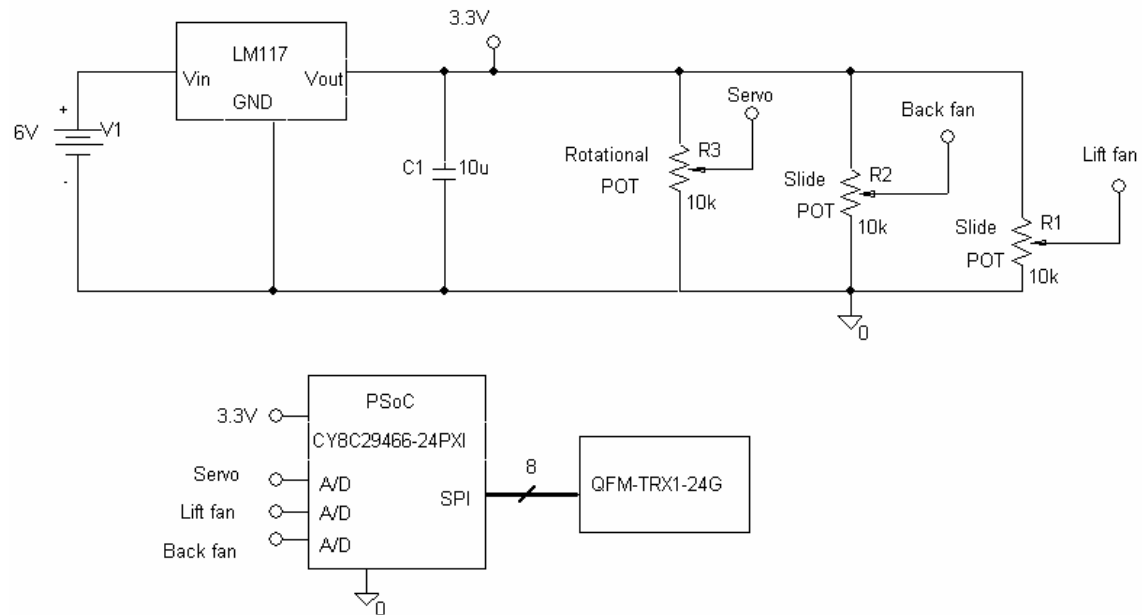 3.3V
LM117
Vin
Vout
GND
+
6V
V1
-
C1
10u
Rotational
POT
R3
10k
Servo
Slide
POT
R2
10k
Back fan
Slide
POT
R1
10k
Lift fan
0
PSoC
3.3V
CY8C29466-24PXI
Servo
A/D
Lift fan
A/D
Back fan
A/D
SPI
8
QFM-TRX1-24G
0